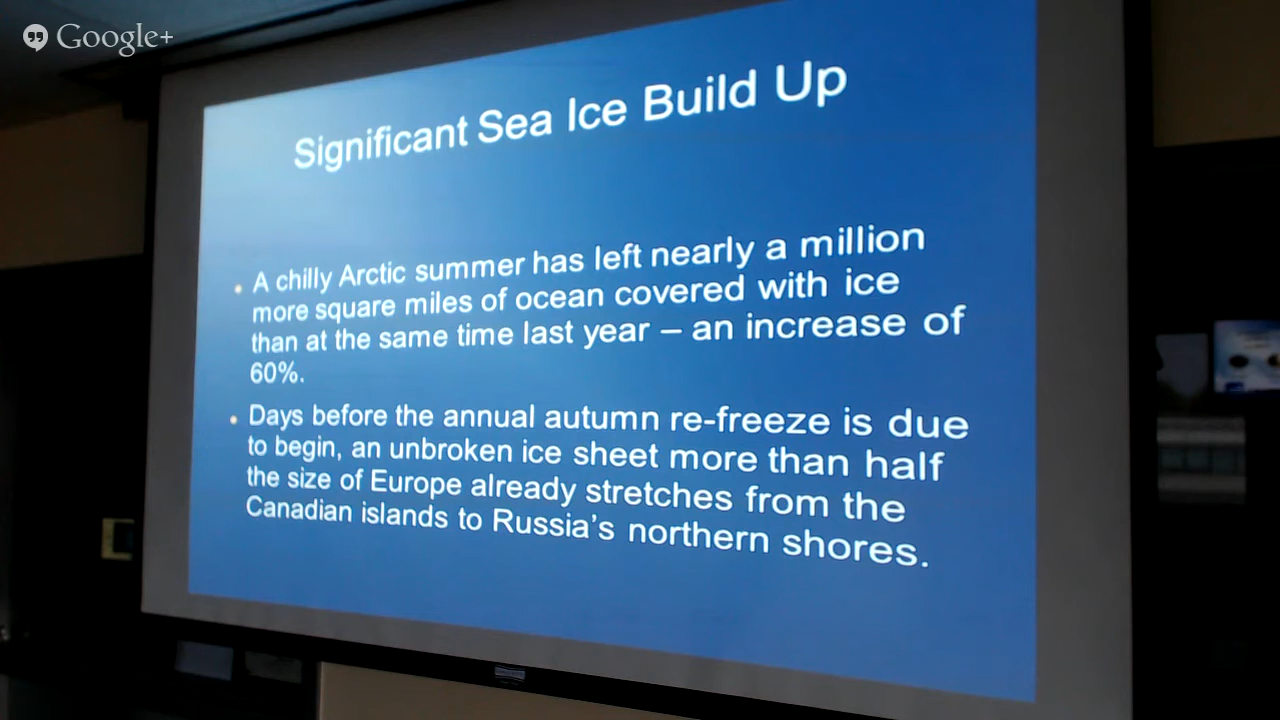 Google+
Significant Sea Ice Build Up
• A chilly Arctic summer has left nearly a million
more square miles of ocean covered with ice
than at the same time last year – an increase of
60%.
• Days before the annual autumn re-freeze is due
to begin, an unbroken ice sheet more than half
the size of Europe already stretches from the
Canadian islands to Russia’s northern shores.